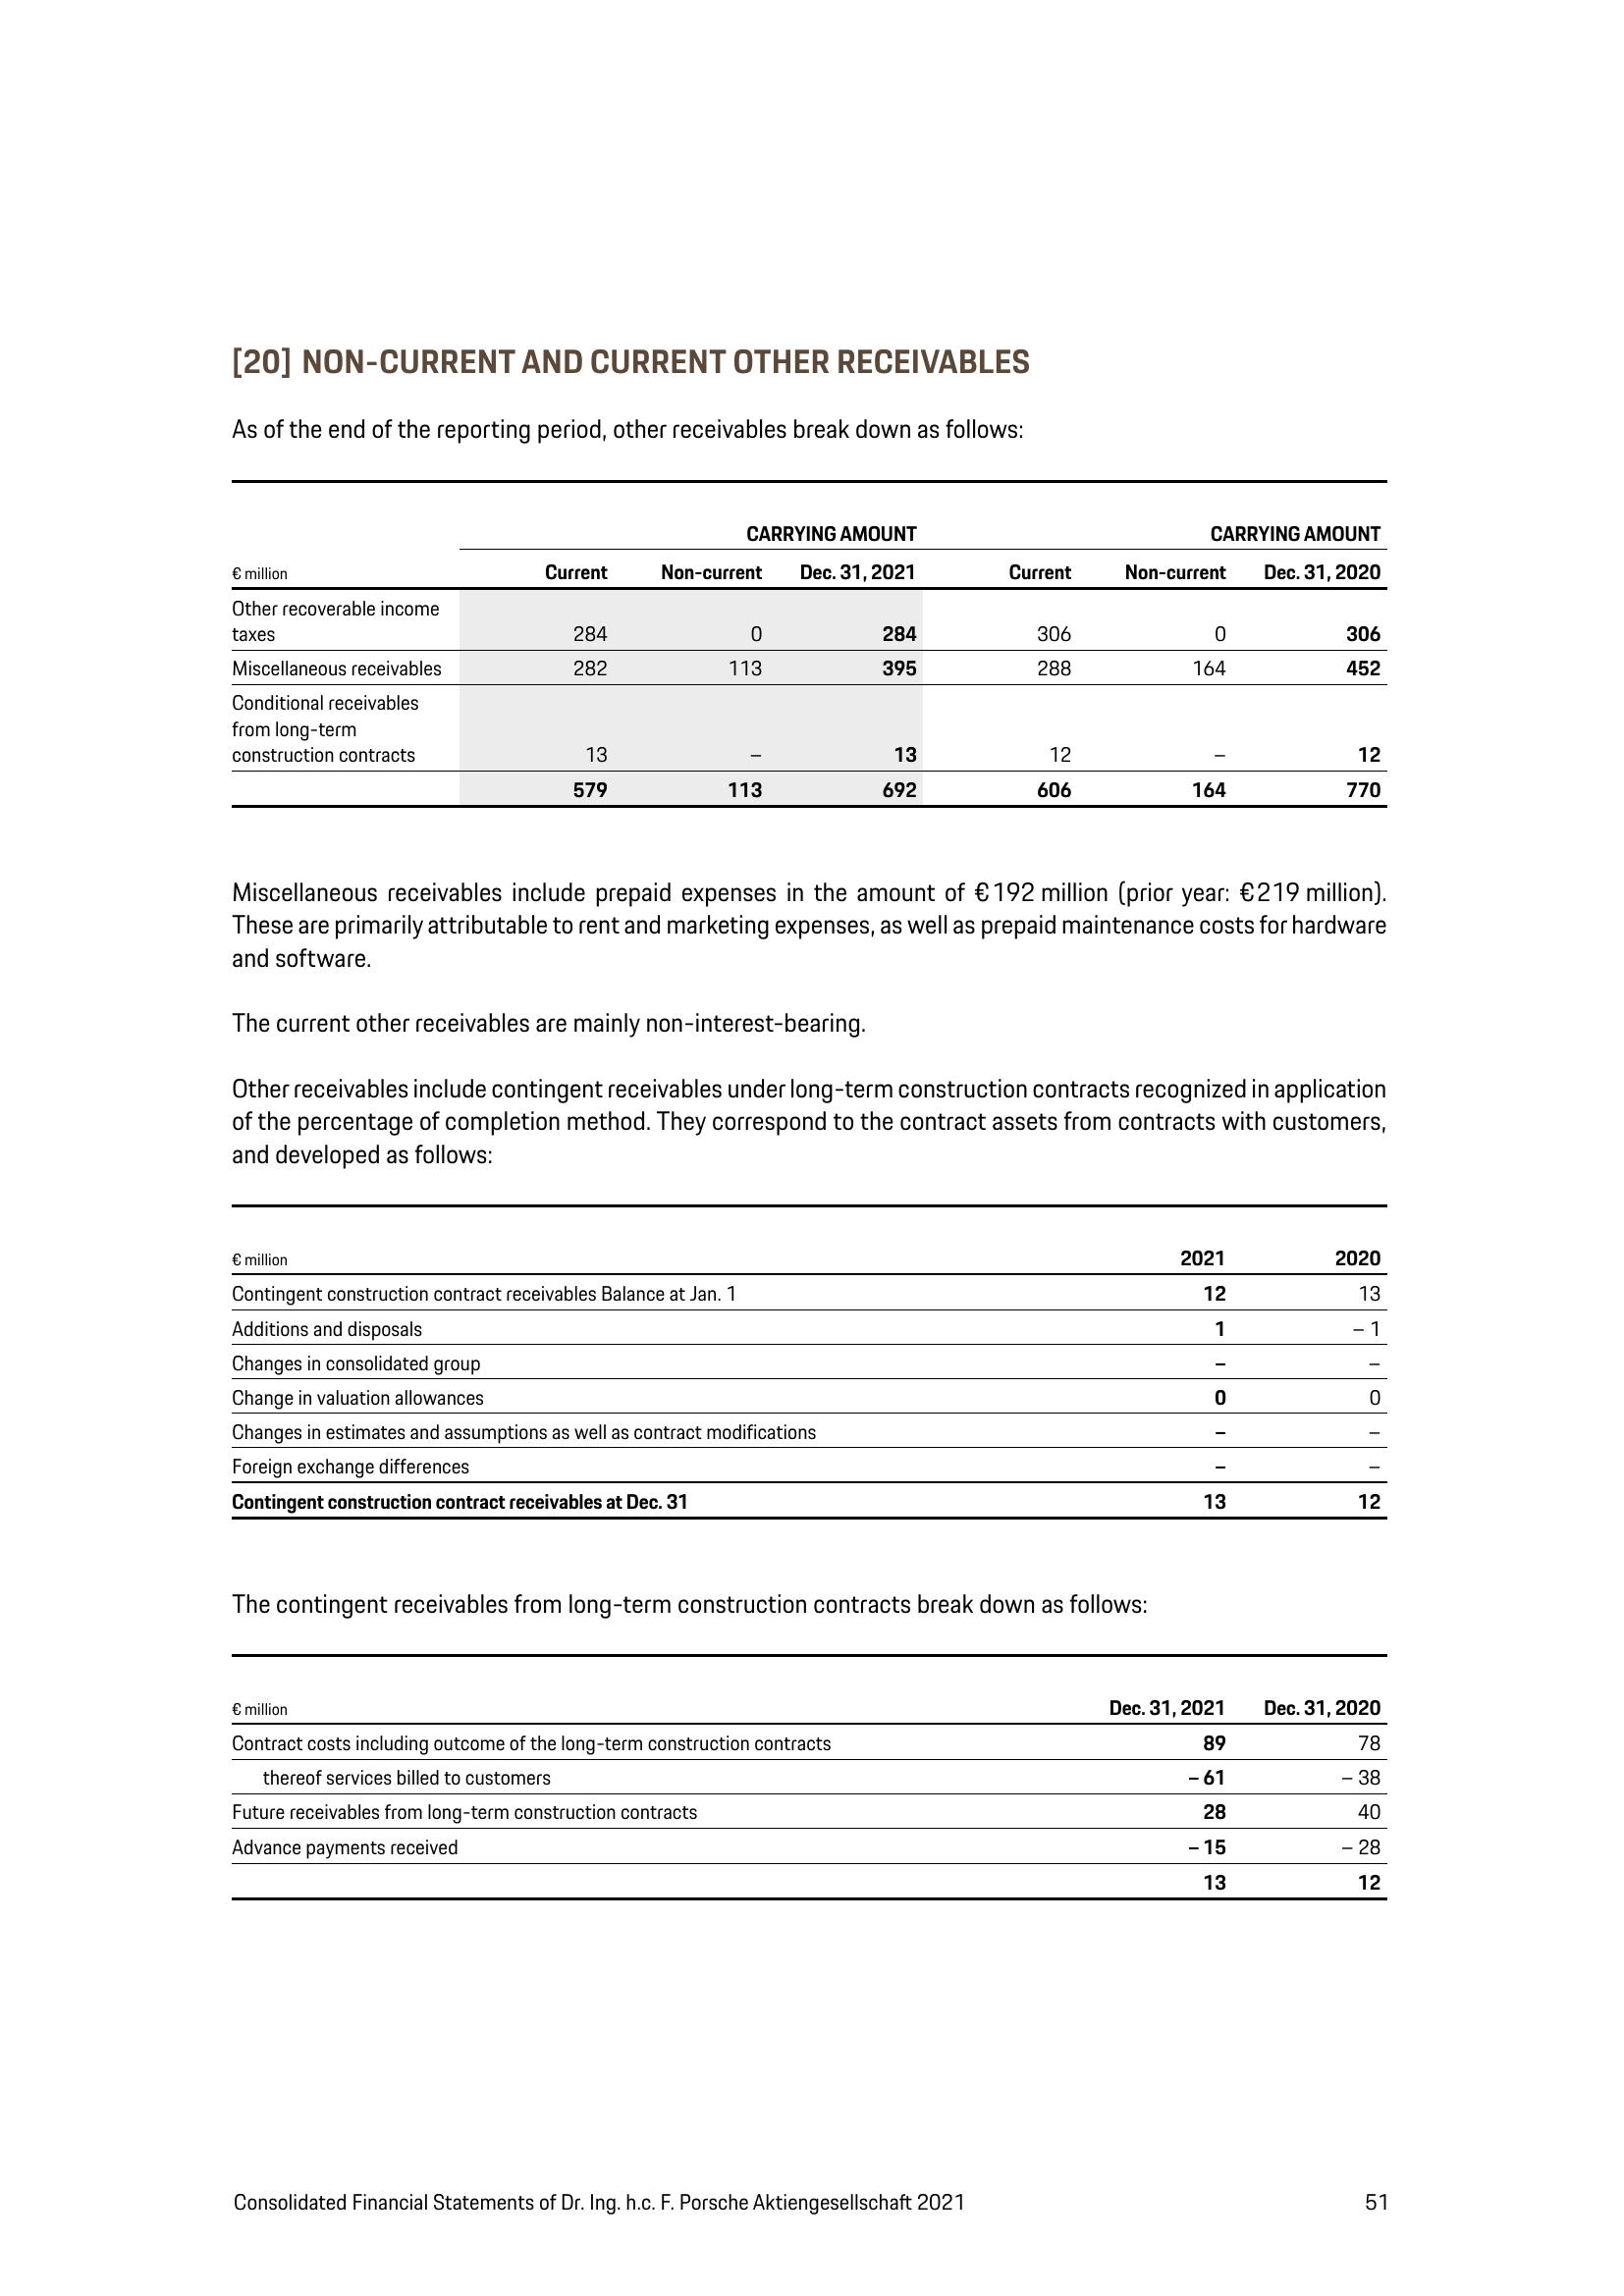 [20] NON-CURRENT AND CURRENT OTHER RECEIVABLES
As of the end of the reporting period, other receivables break down as follows:
CARRYING AMOUNT CARRYING AMOUNT
€ million Current Non-current Dec. 31, 2021 Current Non-current Dec. 31, 2020
Other recoverable income
taxes 284 0 284 306 0 306
Miscellaneous receivables 282 113 395 288 164 452
Conditional receivables
from long-term
construction contracts 13 – 13 12 – 12
579 113 692 606 164 770
Miscellaneous receivables include prepaid expenses in the amount of €192 million (prior year: €219 million).
These are primarily attributable to rent and marketing expenses, as well as prepaid maintenance costs for hardware
and software.
The current other receivables are mainly non-interest-bearing.
Other receivables include contingent receivables under long-term construction contracts recognized in application
of the percentage of completion method. They correspond to the contract assets from contracts with customers,
and developed as follows:
€ million 2021 2020
Contingent construction contract receivables Balance at Jan. 1 12 13
Additions and disposals 1 – 1
Changes in consolidated group – –
Change in valuation allowances 0 0
Changes in estimates and assumptions as well as contract modifications – –
Foreign exchange differences – –
Contingent construction contract receivables at Dec. 31 13 12
The contingent receivables from long-term construction contracts break down as follows:
€ million Dec. 31, 2021 Dec. 31, 2020
Contract costs including outcome of the long-term construction contracts 89 78
thereof services billed to customers – 61 – 38
Future receivables from long-term construction contracts 28 40
Advance payments received – 15 – 28
13 12
Consolidated Financial Statements of Dr. Ing. h.c. F. Porsche Aktiengesellschaft 2021 51